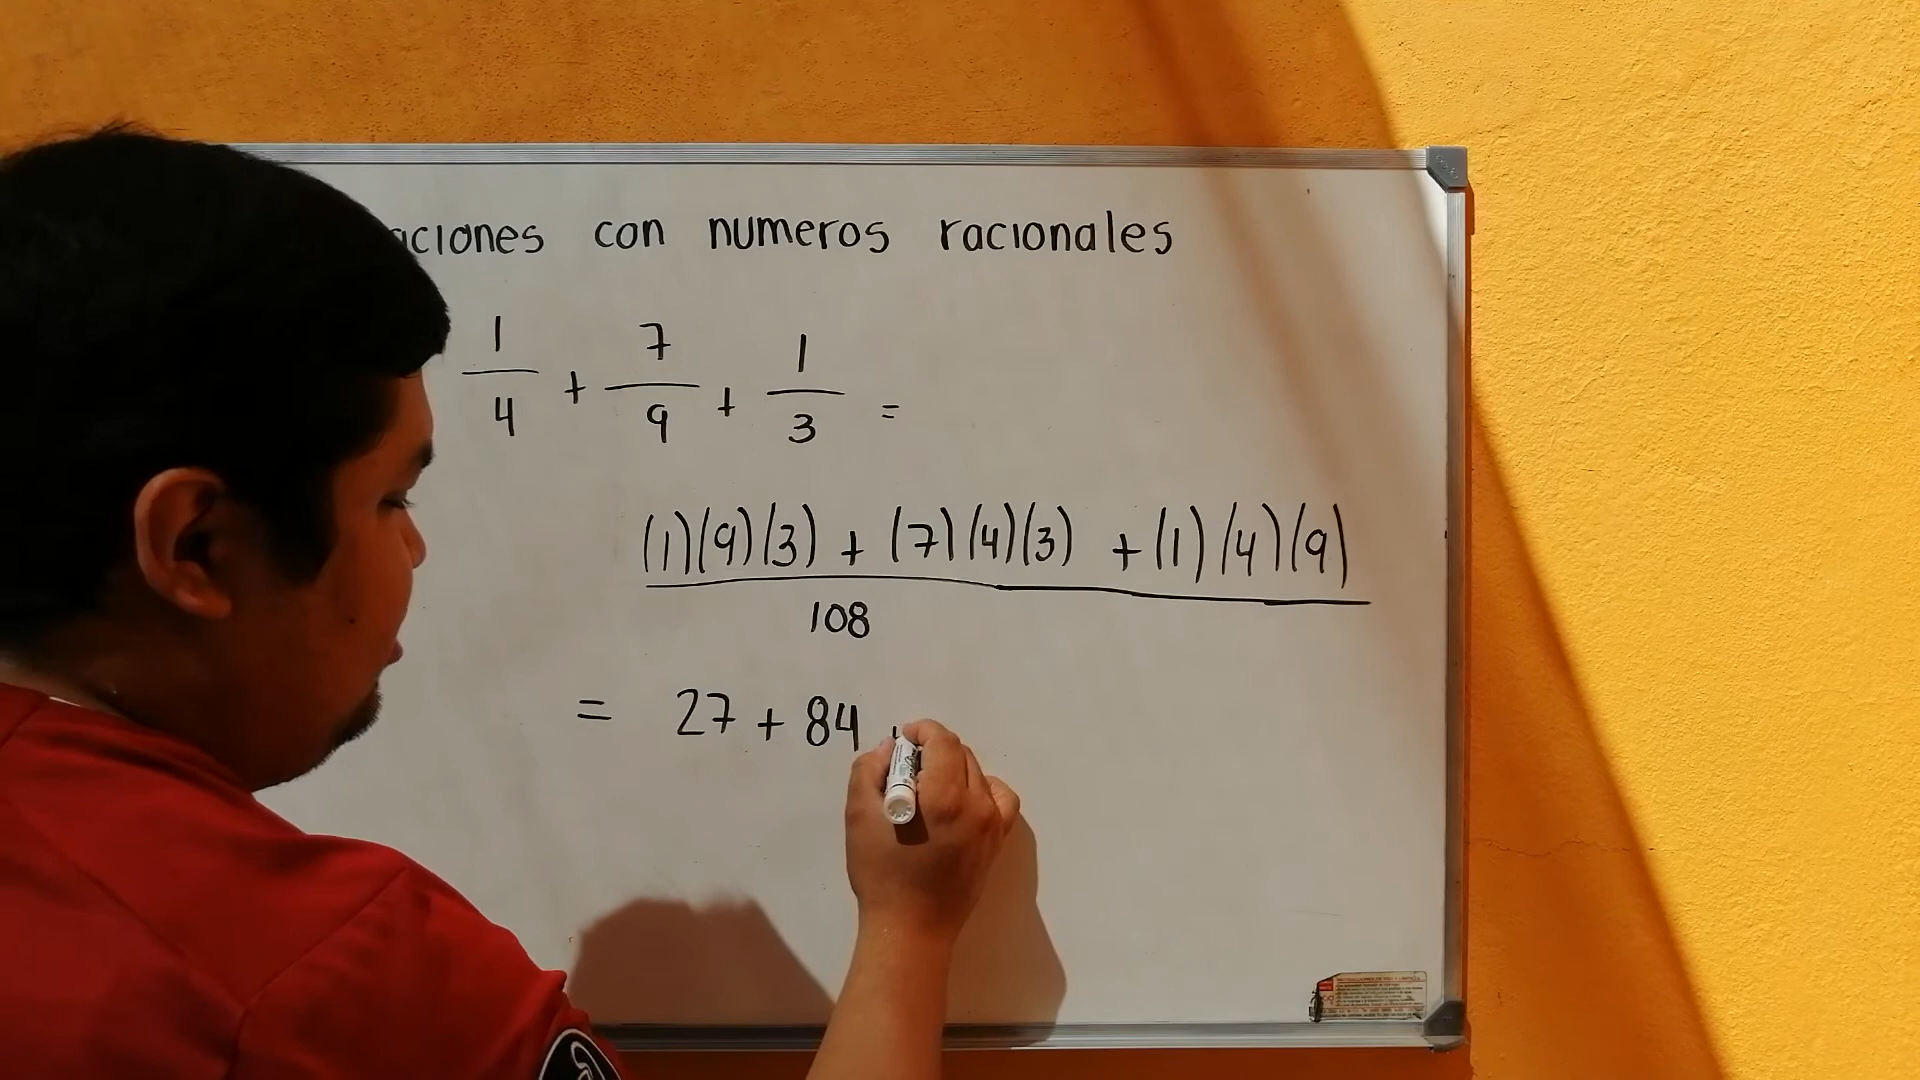 con numeros racionales
1/4 + 7/9 + 1/3 =
(1)(9)(3) + (7)(4)(3) + (1)(4)(9)
108
= 27 + 84